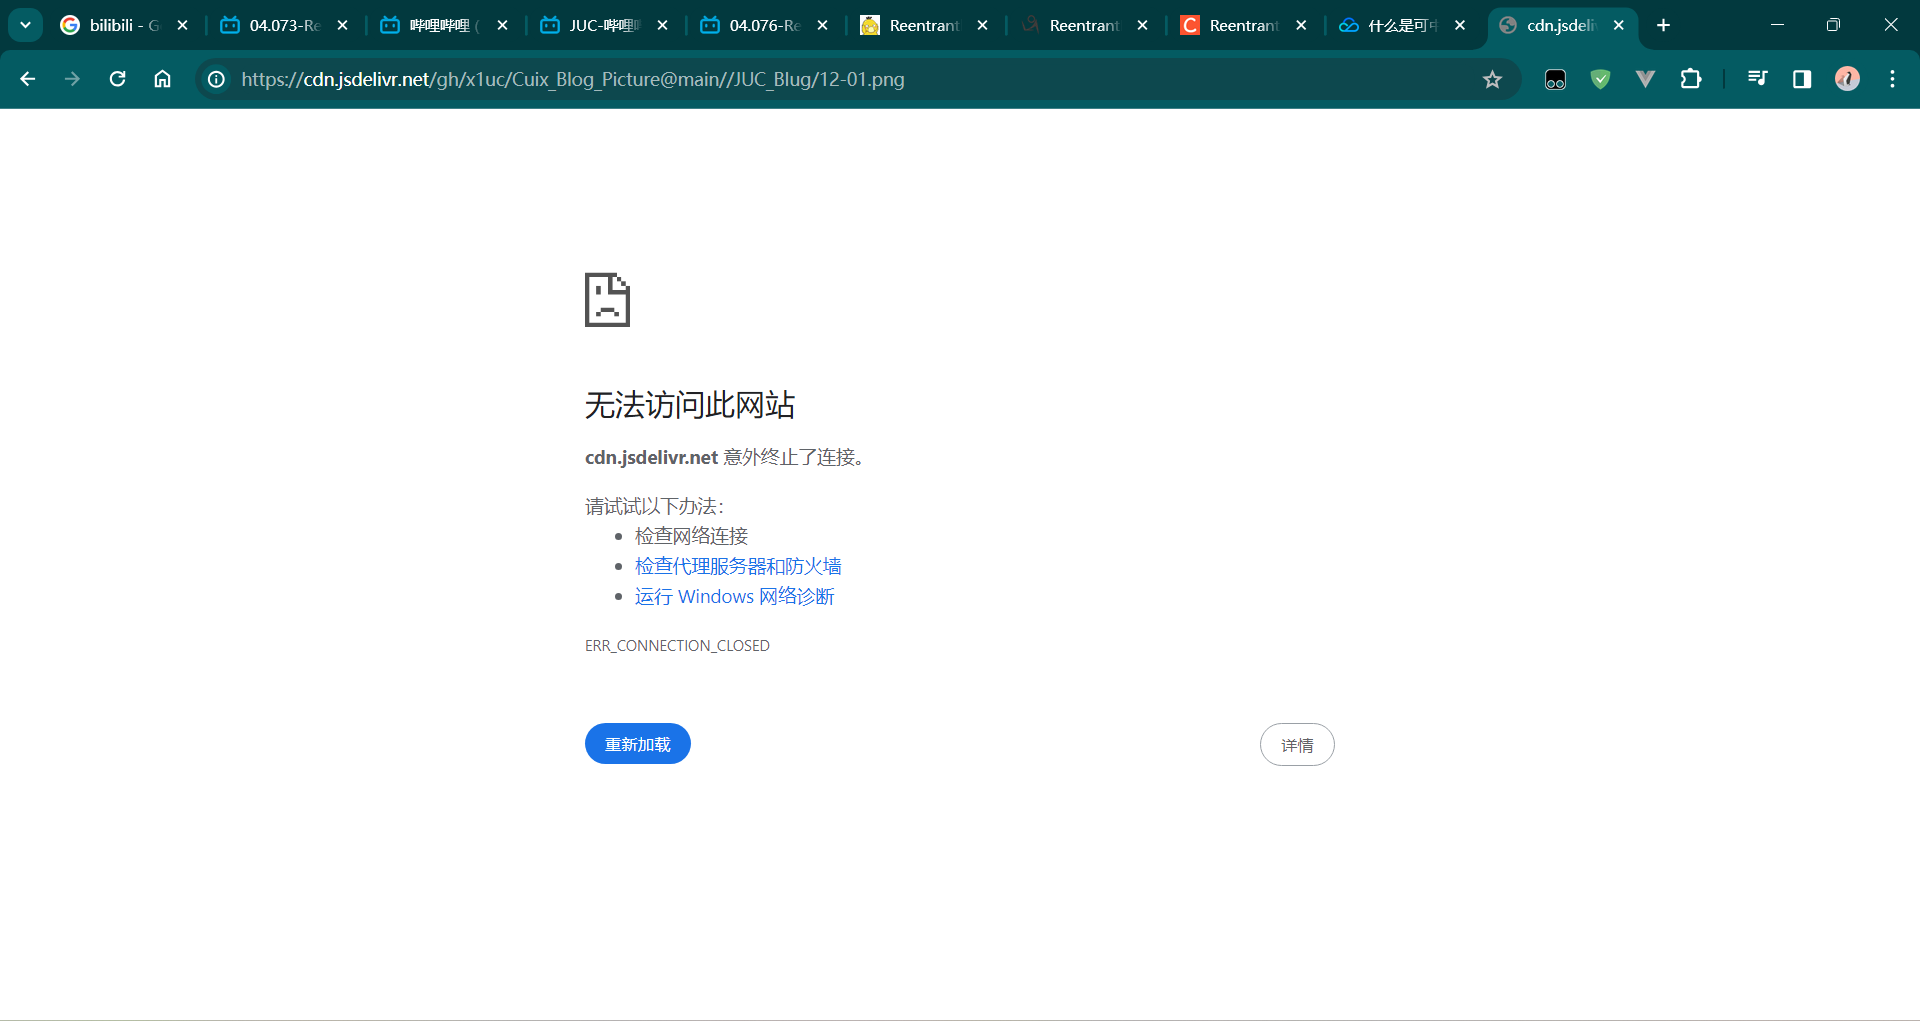 bilibili - G
04.073-Re
哔哩哔哩 (
JUC-哔哩
04.076-Re
Reentrant
Reentrant
Reentrant
什么是可
cdn.jsdeli
https://cdn.jsdelivr.net/gh/x1uc/Cuix_Blog_Picture@main//JUC_Blug/12-01.png
无法访问此网站
cdn.jsdelivr.net 意外终止了连接。
请试试以下办法：
检查网络连接
检查代理服务器和防火墙
运行 Windows 网络诊断
ERR_CONNECTION_CLOSED
重新加载
详情